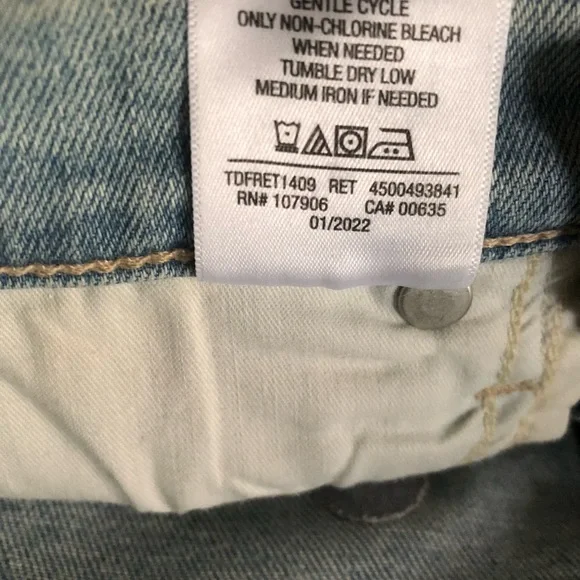 GENTLE CYCLE
ONLY NON-CHLORINE BLEACH
WHEN NEEDED
TUMBLE DRY LOW
MEDIUM IRON IF NEEDED
TDFRET1409 RET 4500493841
RN# 107906 CA# 00635
01/2022